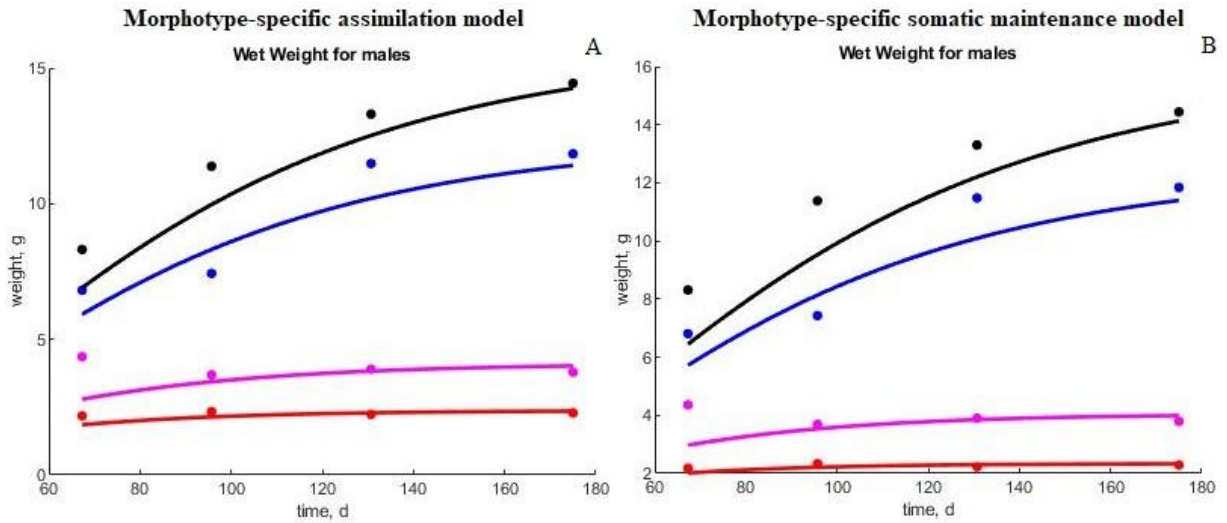 Morphotype-specific assimilation model
Wet Weight for males
A
15
10
5
0
weight, g
60
80
100
120
140
160
180
time, d
Morphotype-specific somatic maintenance model
Wet Weight for males
B
16
14
12
10
8
6
4
2
weight, g
60
80
100
120
140
160
180
time, d